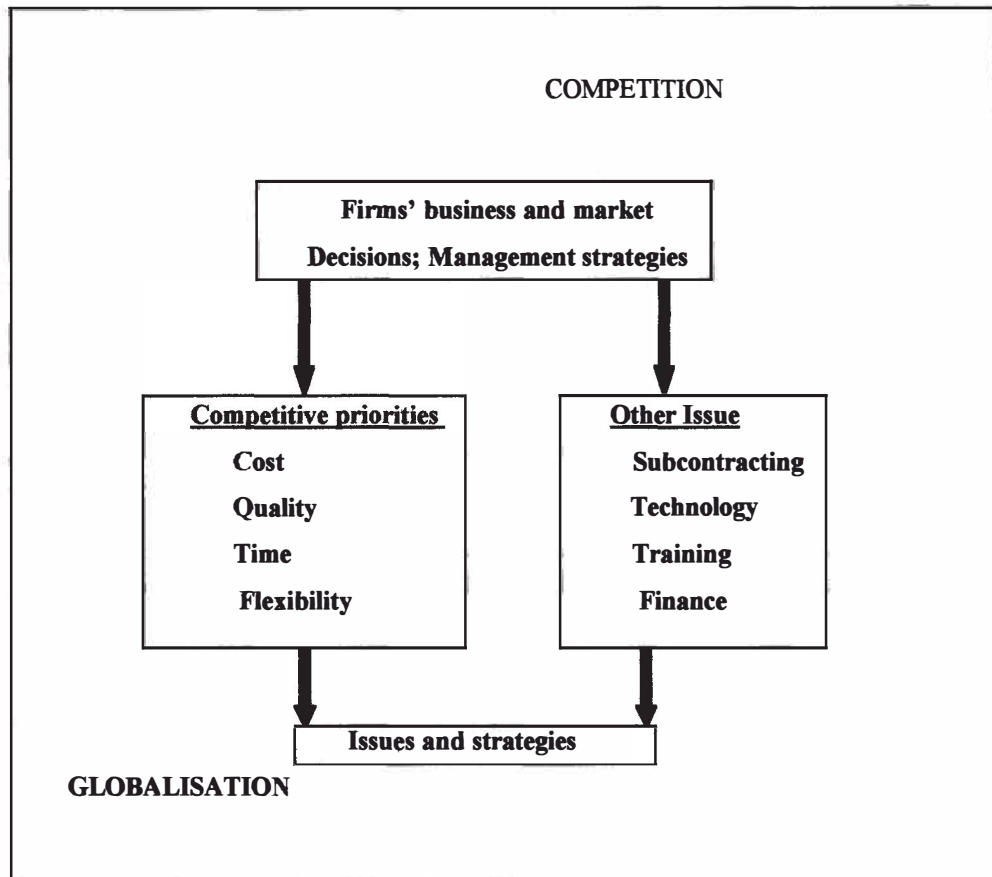 COMPETITION
Firms' business and market
Decisions; Management strategies
Competitive priorities
Cost
Quality
Time
Flexibility
Other Issue
Subcontracting
Technology
Training
Finance
Issues and strategies
GLOBALISATION